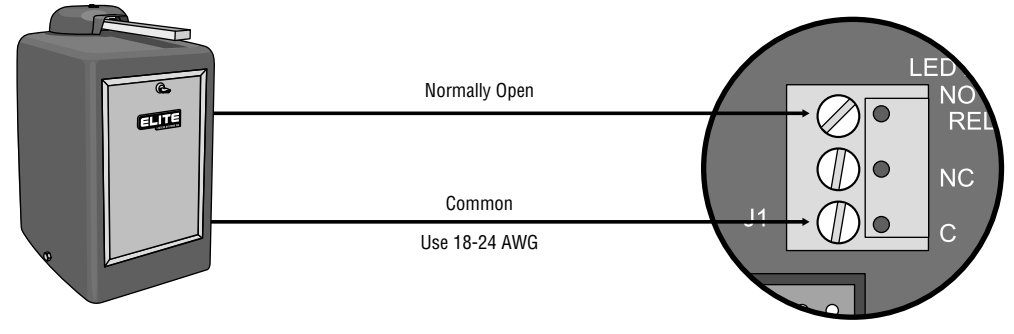 ELITE
Normally Open
Common
Use 18-24 AWG
LED
NO
REL
NC
J1
C